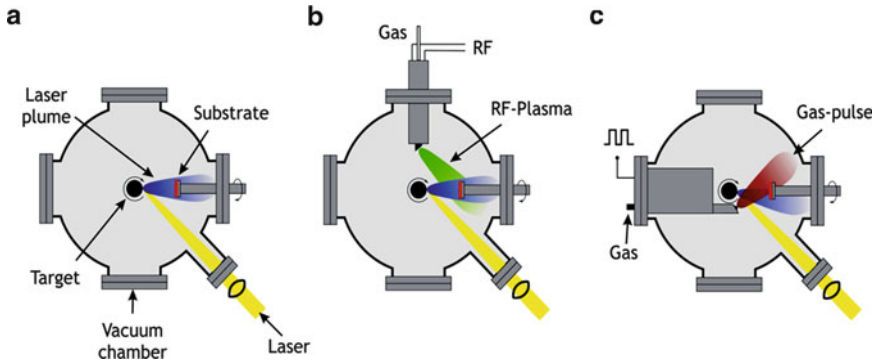 a
Laser
plume
Substrate
Target
Vacuum
chamber
Laser
b
Gas
RF
RF-Plasma
c
Gas-pulse
Gas